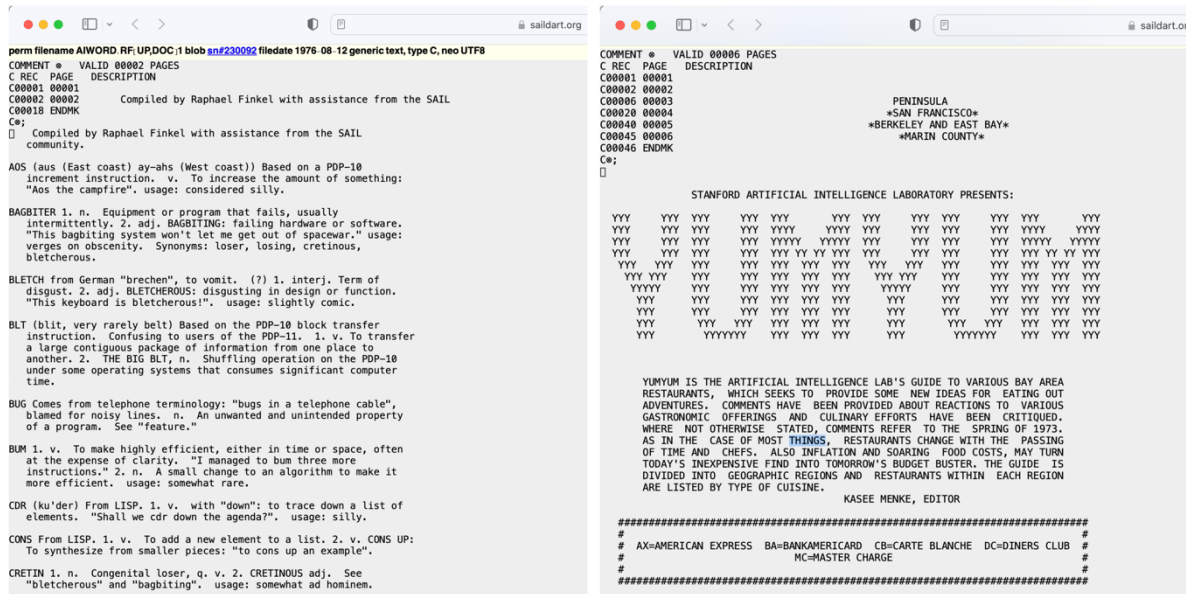 saildart.org
perm filename AIWORD.RF[ UP,DOC ]1 blob sn#230092 filedate 1976-08-12 generic text, type C, neo UTF8
COMMENT ⊗   VALID 00002 PAGES
C REC  PAGE   DESCRIPTION
C00001 00001
C00002 00002      Compiled by Raphael Finkel with assistance from the SAIL
C00018 ENDMK
C⊗;
Compiled by Raphael Finkel with assistance from the SAIL
community.
AOS (aus (East coast) ay-ahs (West coast)) Based on a PDP-10
increment instruction.  v.  To increase the amount of something:
"Aos the campfire". usage: considered silly.
BAGBITER 1. n.  Equipment or program that fails, usually
intermittently. 2. adj. BAGBITING: failing hardware or software.
"This bagbiting system won't let me get out of spacewar." usage:
verges on obscenity.  Synonyms: loser, losing, cretinous,
bletcherous.
BLETCH from German "brechen", to vomit.  (?) 1. interj. Term of
disgust. 2. adj. BLETCHEROUS: disgusting in design or function.
"This keyboard is bletcherous!".  usage: slightly comic.
BLT (blit, very rarely belt) Based on the PDP-10 block transfer
instruction.  Confusing to users of the PDP-11.  1. v. To transfer
a large contiguous package of information from one place to
another. 2.  THE BIG BLT, n.  Shuffling operation on the PDP-10
under some operating systems that consumes significant computer
time.
BUG Comes from telephone terminology: "bugs in a telephone cable",
blamed for noisy lines.  n.  An unwanted and unintended property
of a program.  See "feature."
BUM 1. v.  To make highly efficient, either in time or space, often
at the expense of clarity.  "I managed to bum three more
instructions." 2. n.  A small change to an algorithm to make it
more efficient.  usage: somewhat rare.
CDR (ku'der) From LISP. 1. v.  with "down": to trace down a list of
elements.  "Shall we cdr down the agenda?".  usage: silly.
CONS From LISP. 1. v.  To add a new element to a list. 2. v. CONS UP:
To synthesize from smaller pieces: "to cons up an example".
CRETIN 1. n.  Congenital loser, q. v. 2. CRETINOUS adj.  See
"bletcherous" and "bagbiting".  usage: somewhat ad hominem.
saildart.or
COMMENT ⊗   VALID 00006 PAGES
C REC  PAGE   DESCRIPTION
C00001 00001
C00002 00002
C00006 00003      PENINSULA
C00020 00004      *SAN FRANCISCO*
C00040 00005      *BERKELEY AND EAST BAY*
C00045 00006      *MARIN COUNTY*
C00046 ENDMK
C⊗;
STANFORD ARTIFICIAL INTELLIGENCE LABORATORY PRESENTS:
YUMYUM
YUMYUM IS THE ARTIFICIAL INTELLIGENCE LAB'S GUIDE TO VARIOUS BAY AREA
RESTAURANTS,  WHICH SEEKS TO  PROVIDE SOME  NEW IDEAS FOR  EATING OUT
ADVENTURES.  COMMENTS HAVE  BEEN PROVIDED ABOUT REACTIONS TO  VARIOUS
GASTRONOMIC  OFFERINGS  AND  CULINARY EFFORTS  HAVE  BEEN  CRITIQUED.
WHERE  NOT OTHERWISE  STATED, COMMENTS REFER  TO THE  SPRING OF 1973.
AS IN THE  CASE OF MOST THINGS,  RESTAURANTS CHANGE WITH THE  PASSING
OF TIME AND  CHEFS.  ALSO INFLATION AND SOARING  FOOD COSTS, MAY TURN
TODAY'S INEXPENSIVE FIND INTO TOMORROW'S BUDGET BUSTER. THE GUIDE  IS
DIVIDED INTO  GEOGRAPHIC REGIONS AND  RESTAURANTS WITHIN  EACH REGION
ARE LISTED BY TYPE OF CUISINE.
KASEE MENKE, EDITOR
##############################################################################
#  AX=AMERICAN EXPRESS  BA=BANKAMERICARD  CB=CARTE BLANCHE  DC=DINERS CLUB  #
#  MC=MASTER CHARGE  #
##############################################################################